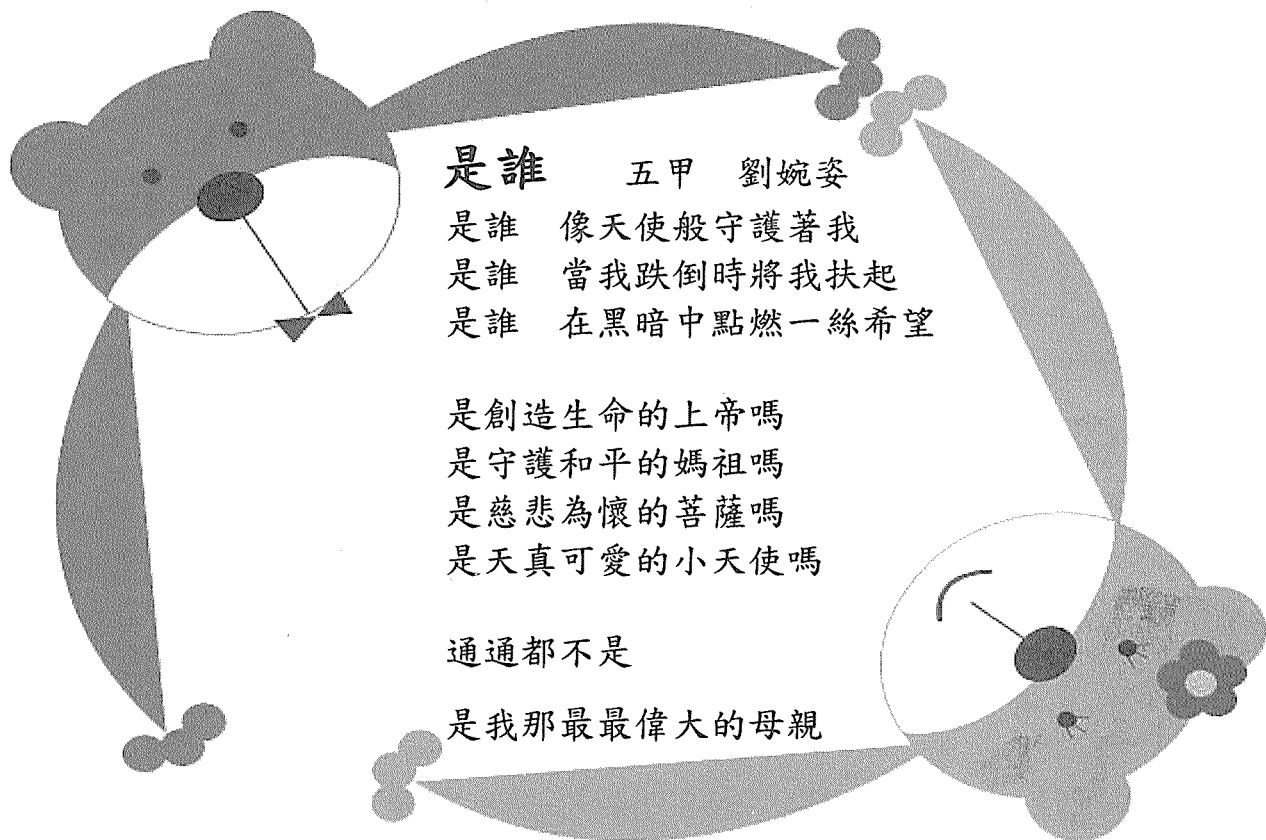 是誰 五甲 劉婉姿
是誰 像天使般守護著我
是誰 當我跌倒時將我扶起
是誰 在黑暗中點燃一絲希望
是創造生命的上帝嗎
是守護和平的媽祖嗎
是慈悲為懷的菩薩嗎
是天真可愛的小天使嗎
通通都不是
是我那最最偉大的母親